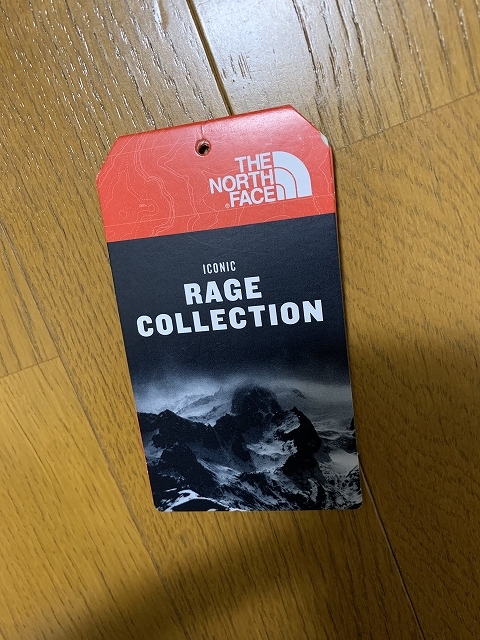 THE
NORTH
FACE®
ICONIC
RAGE
COLLECTION